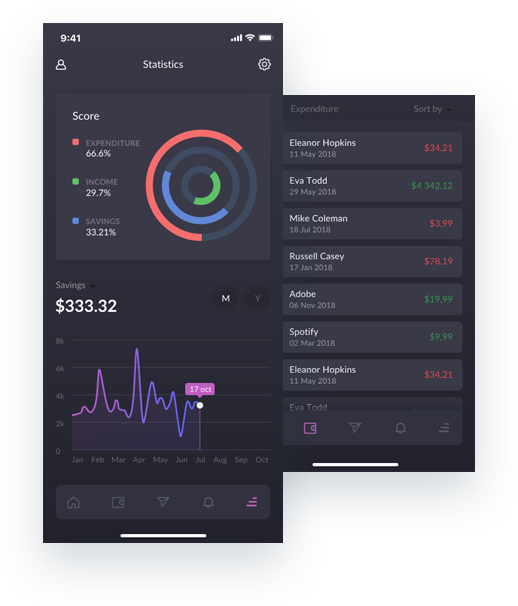 9:41
Statistics
Score
EXPENDITURE
66.6%
INCOME
29.7%
SAVINGS
33.21%
Savings
$333.32
M Y
8k
6k
4k
2k
0
17 oct
Jan Feb Mar Apr May Jun Jul Aug Sep Oct
Expenditure Sort by
Eleanor Hopkins
11 May 2018
$34,21
Eva Todd
29 May 2018
$4 342,12
Mike Coleman
18 Jul 2018
$3,99
Russell Casey
17 Jan 2018
$78,19
Adobe
06 Nov 2018
$19,99
Spotify
02 Mar 2018
$9,99
Eleanor Hopkins
11 May 2018
$34,21
Eva Todd